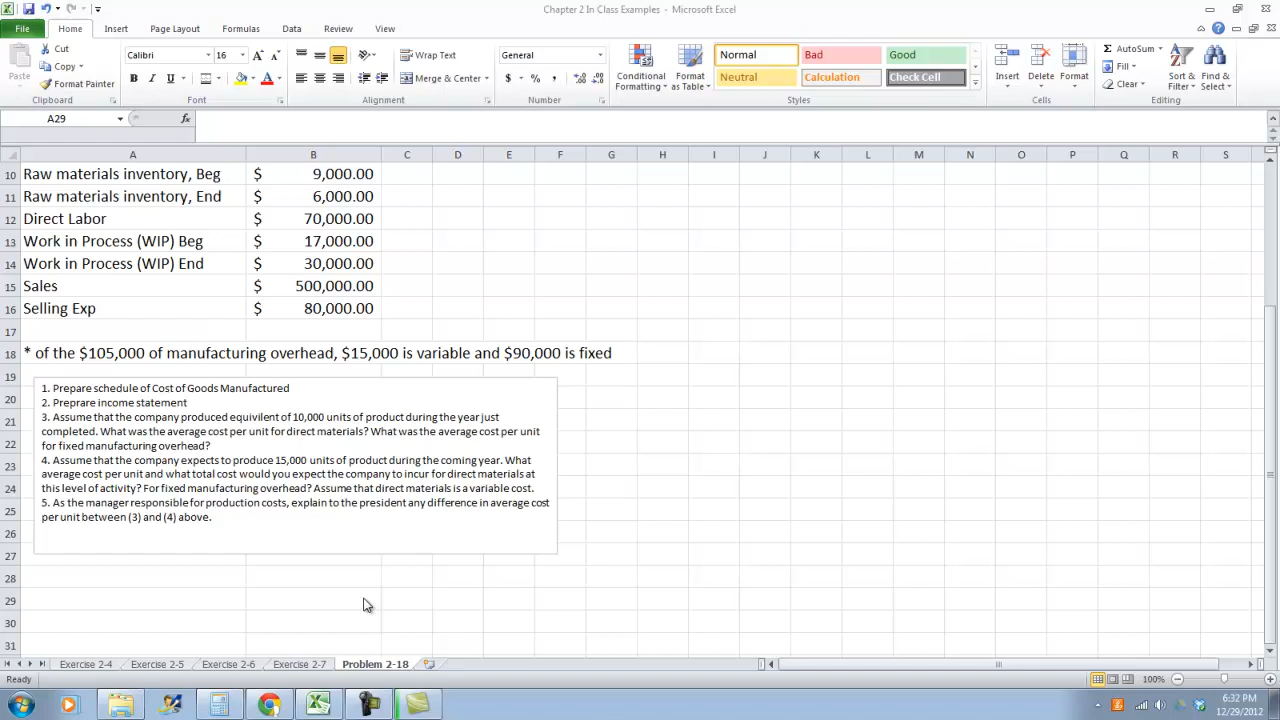 Chapter 2 In Class Examples - Microsoft Excel
File Home Insert Page Layout Formulas Data Review View
Paste
Cut
Copy
Format Painter
Clipboard
Calibri 16
Font
Wrap Text
Merge & Center
Alignment
General
Number
Conditional Formatting
Format as Table
Normal Bad Good
Neutral Calculation Check Cell
Styles
Insert Delete Format
Cells
AutoSum
Fill
Clear
Sort & Filter
Find & Select
Editing
A29 fx
A B C D E F G H I J K L M N O P Q R S
10 Raw materials inventory, Beg $ 9,000.00
11 Raw materials inventory, End $ 6,000.00
12 Direct Labor $ 70,000.00
13 Work in Process (WIP) Beg $ 17,000.00
14 Work in Process (WIP) End $ 30,000.00
15 Sales $ 500,000.00
16 Selling Exp $ 80,000.00
17
18 * of the $105,000 of manufacturing overhead, $15,000 is variable and $90,000 is fixed
19
20
21
22
23
24
25
26
27
28
29
30
31
1. Prepare schedule of Cost of Goods Manufactured
2. Preprare income statement
3. Assume that the company produced equivilent of 10,000 units of product during the year just
completed. What was the average cost per unit for direct materials? What was the average cost per unit
for fixed manufacturing overhead?
4. Assume that the company expects to produce 15,000 units of product during the coming year. What
average cost per unit and what total cost would you expect the company to incur for direct materials at
this level of activity? For fixed manufacturing overhead? Assume that direct materials is a variable cost.
5. As the manager responsible for production costs, explain to the president any difference in average cost
per unit between (3) and (4) above.
Exercise 2-4 Exercise 2-5 Exercise 2-6 Exercise 2-7 Problem 2-18
Ready 100%
6:32 PM
12/29/2012